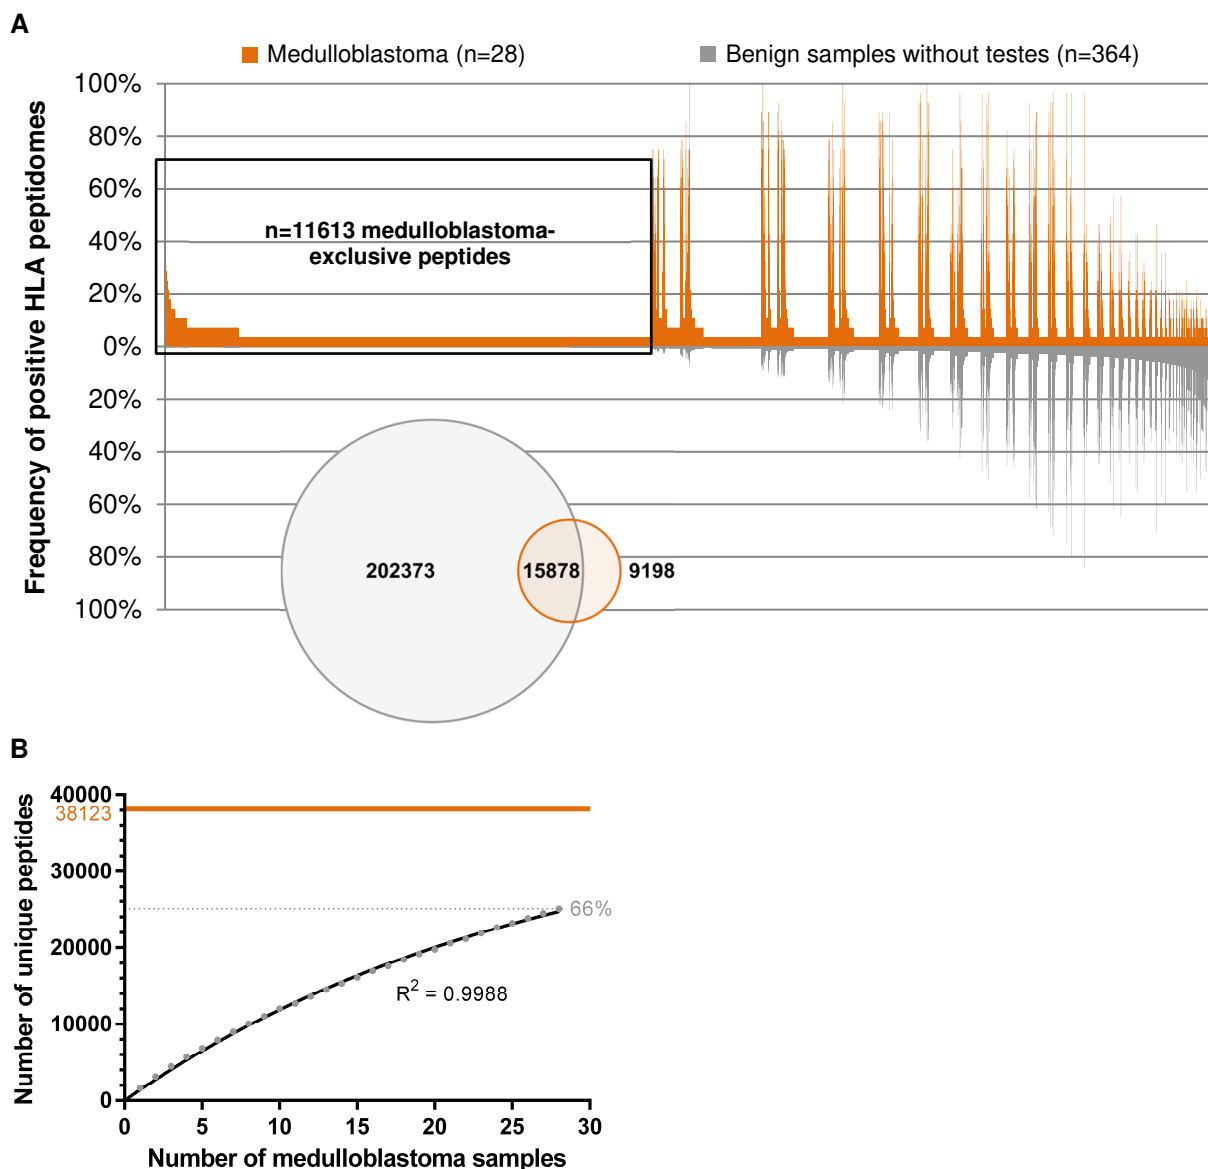 A
Medulloblastoma (n=28)
Benign samples without testes (n=364)
Frequency of positive HLA peptidomes
100%
80%
60%
40%
20%
0%
20%
40%
60%
80%
100%
n=11613 medulloblastoma-
exclusive peptides
202373
15878
9198
B
Number of unique peptides
40000
38123
30000
20000
10000
0
66%
R² = 0.9988
0 5 10 15 20 25 30
Number of medulloblastoma samples